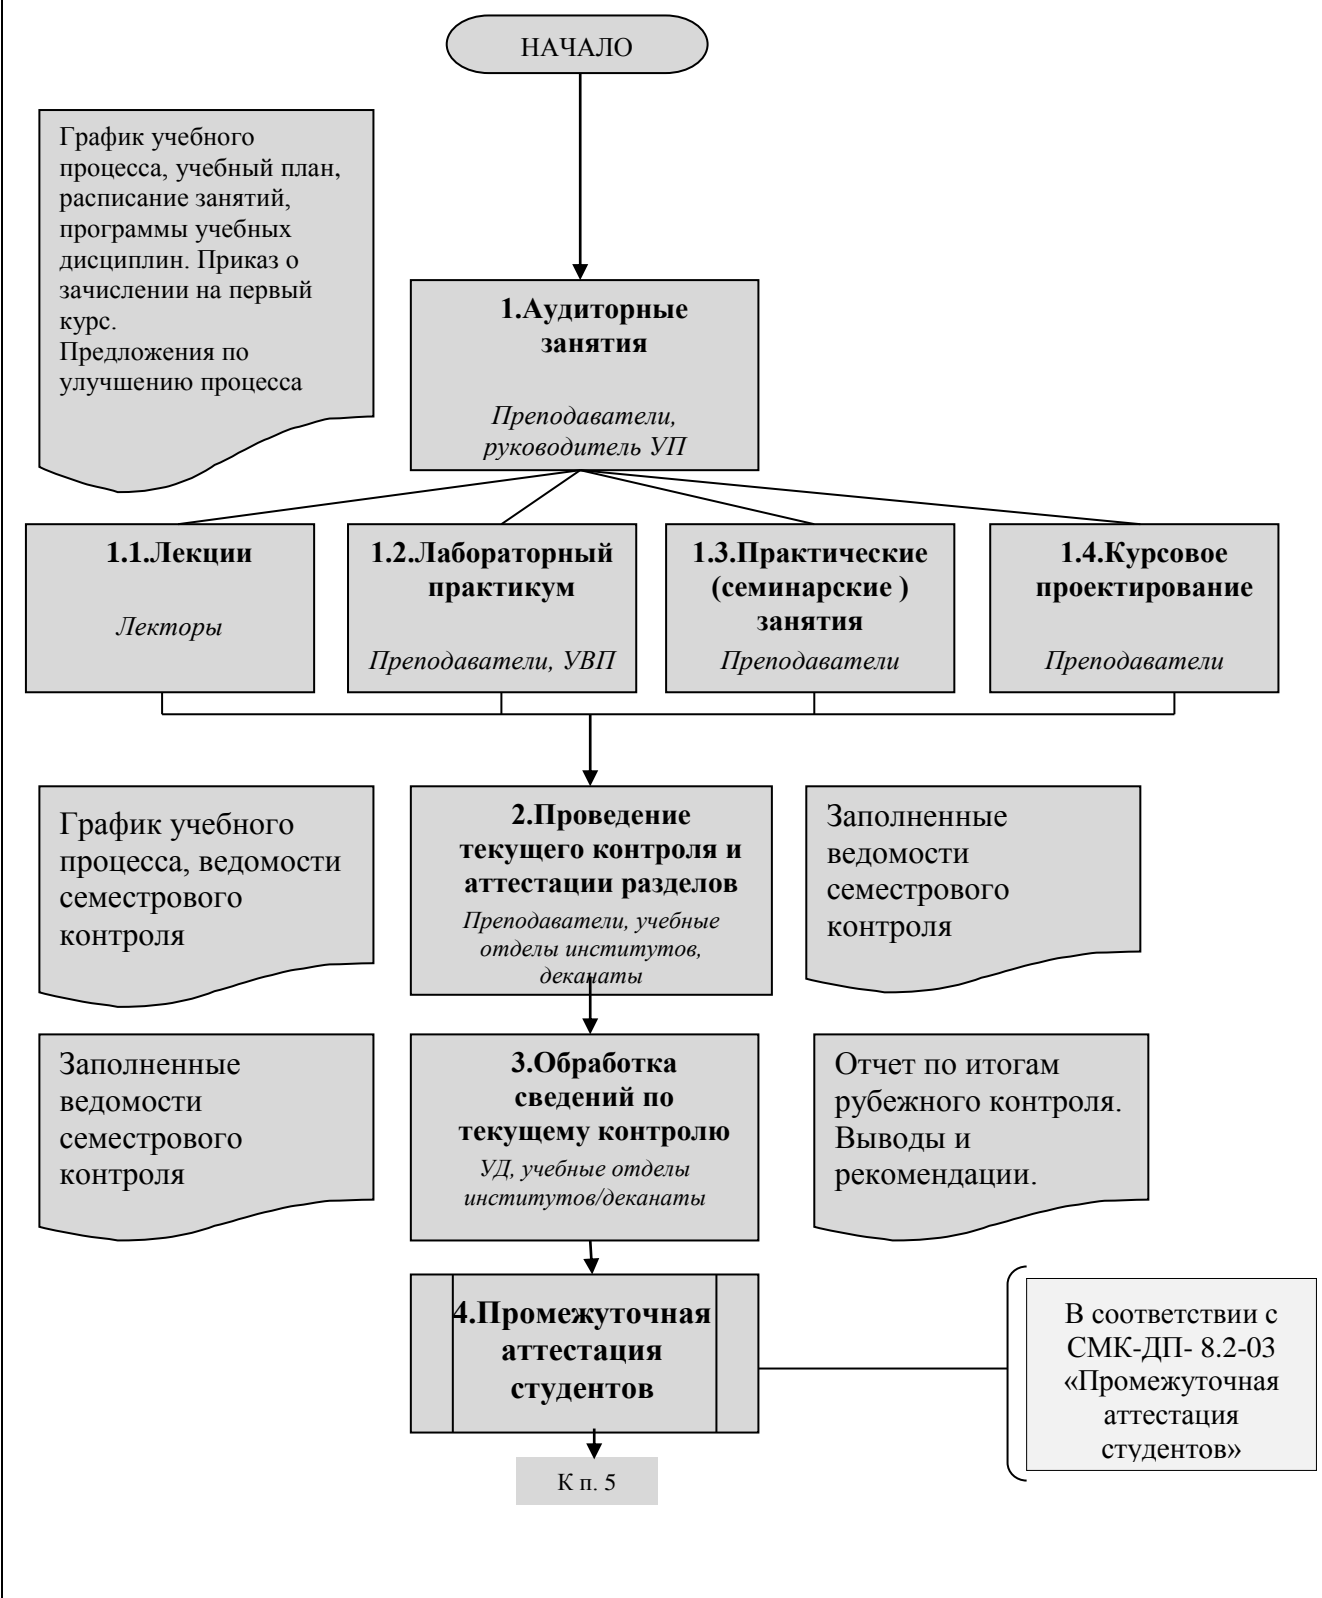 НАЧАЛО
График учебного
процесса, учебный план,
расписание занятий,
программы учебных
дисциплин. Приказ о
зачислении на первый
курс.
Предложения по
улучшению процесса
1.Аудиторные
занятия
Преподаватели,
руководитель УП
1.1.Лекции
Лекторы
1.2.Лабораторный
практикум
Преподаватели, УВП
1.3.Практические
(семинарские )
занятия
Преподаватели
1.4.Курсовое
проектирование
Преподаватели
График учебного
процесса, ведомости
семестрового
контроля
2.Проведение
текущего контроля и
аттестации разделов
Преподаватели, учебные
отделы институтов,
деканаты
Заполненные
ведомости
семестрового
контроля
Заполненные
ведомости
семестрового
контроля
3.Обработка
сведений по
текущему контролю
УД, учебные отделы
институтов/деканаты
Отчет по итогам
рубежного контроля.
Выводы и
рекомендации.
4.Промежуточная
аттестация
студентов
В соответствии с
СМК-ДП- 8.2-03
«Промежуточная
аттестация
студентов»
К п. 5